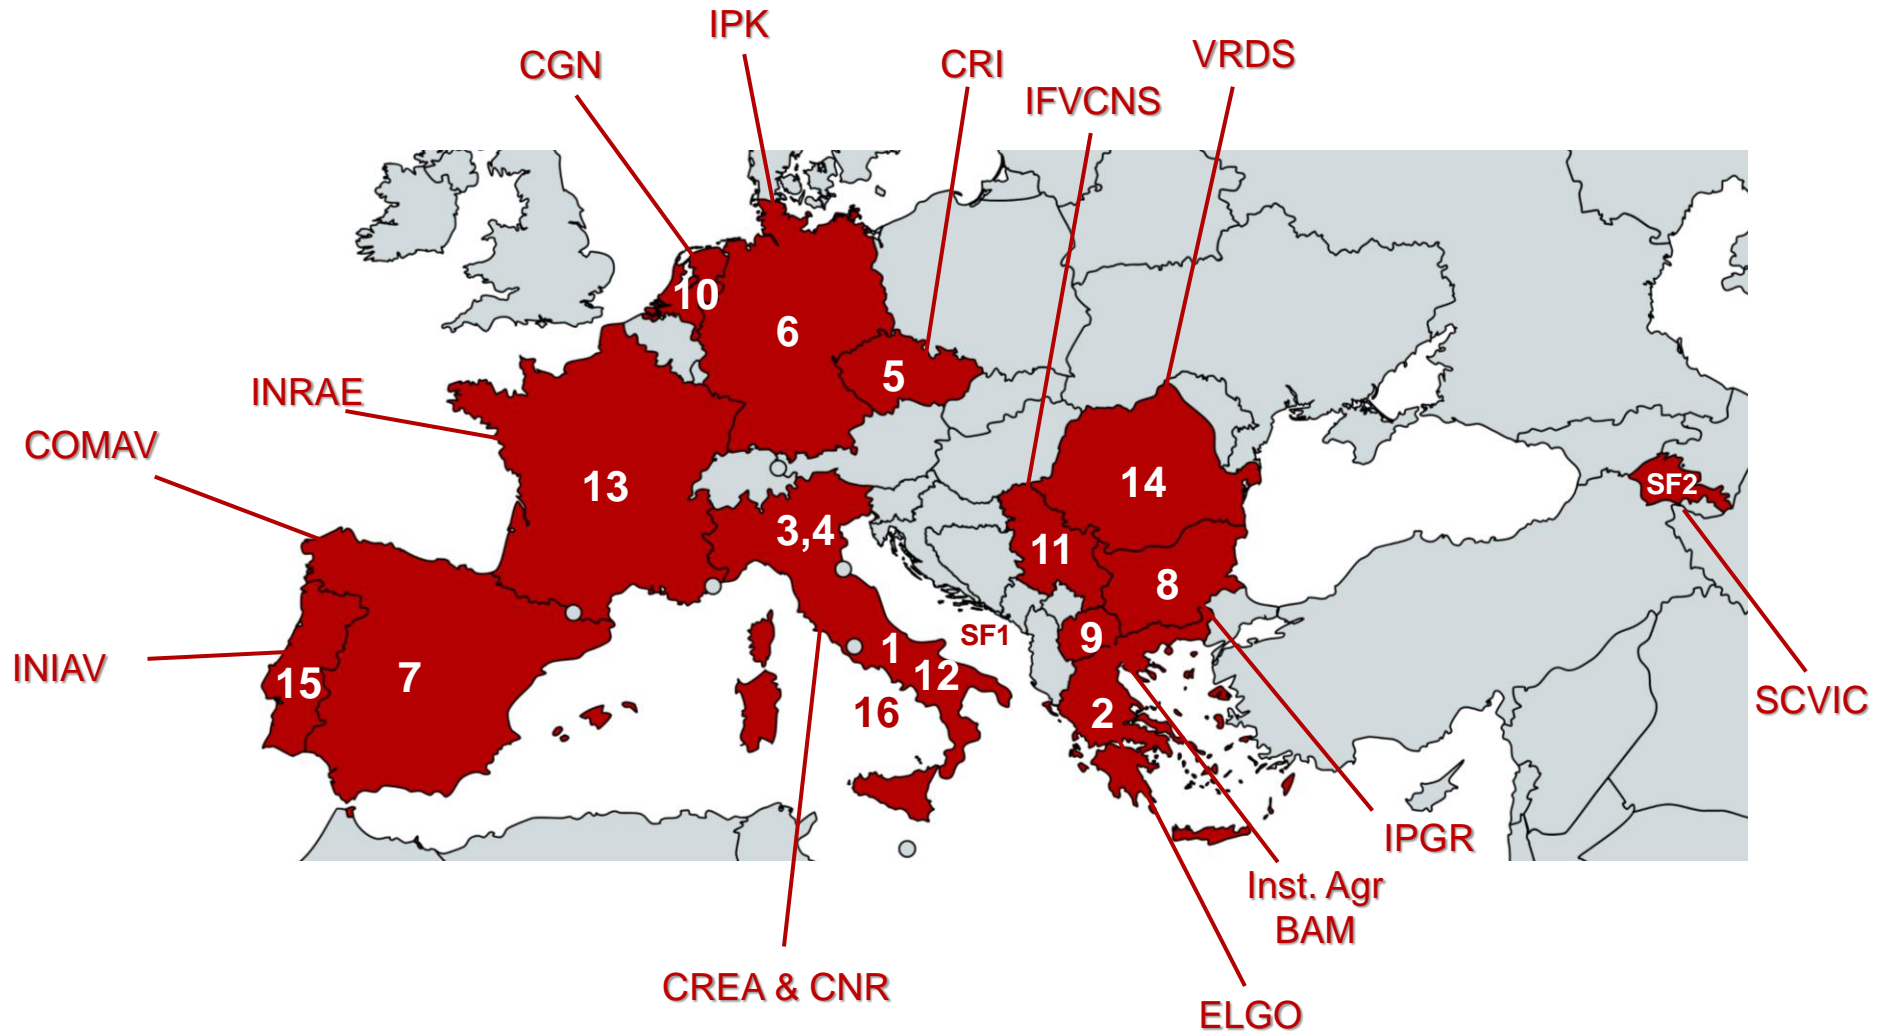 IPK
CGN
CRI
VRDS
IFVCNS
10
6
5
INRAE
COMAV
13
14
SF2
3,4
11
8
SF1
9
1
12
INIAV
15
7
16
2
SCVIC
IPGR
Inst. Agr
BAM
CREA & CNR
ELGO